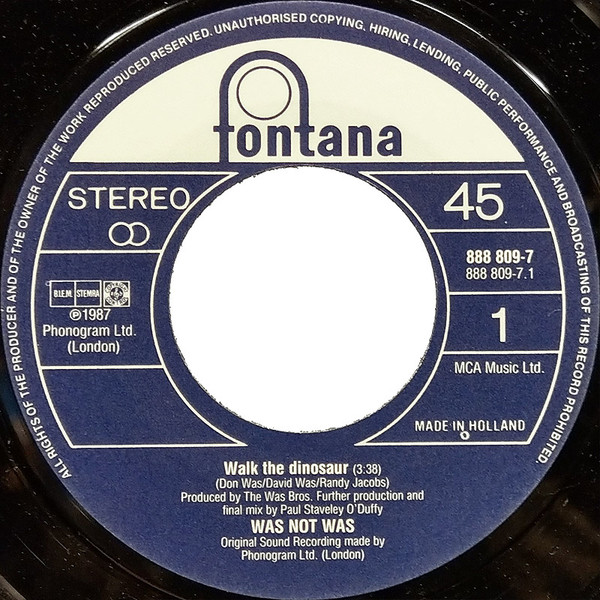 ALL RIGHTS OF THE PRODUCER AND OF THE OWNER OF THE WORK REPRODUCED RESERVED. UNAUTHORISED COPYING, HIRING, LENDING, PUBLIC PERFORMANCE AND BROADCASTING OF THIS RECORD PROHIBITED.
fontana
STEREO
45
888 809-7
888 809-7.1
B.I.E.M. STEMRA
℗1987
Phonogram Ltd.
(London)
1
MCA Music Ltd.
MADE IN HOLLAND
Walk the dinosaur (3:38)
(Don Was/David Was/Randy Jacobs)
Produced by The Was Bros. Further production and
final mix by Paul Staveley O'Duffy
WAS NOT WAS
Original Sound Recording made by
Phonogram Ltd. (London)